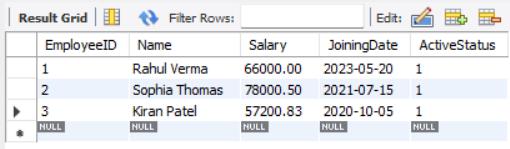 Result Grid Filter Rows: Edit:
EmployeeID Name Salary JoiningDate ActiveStatus
1 Rahul Verma 66000.00 2023-05-20 1
2 Sophia Thomas 78000.50 2021-07-15 1
3 Kiran Patel 57200.83 2020-10-05 1
NULL NULL NULL NULL NULL